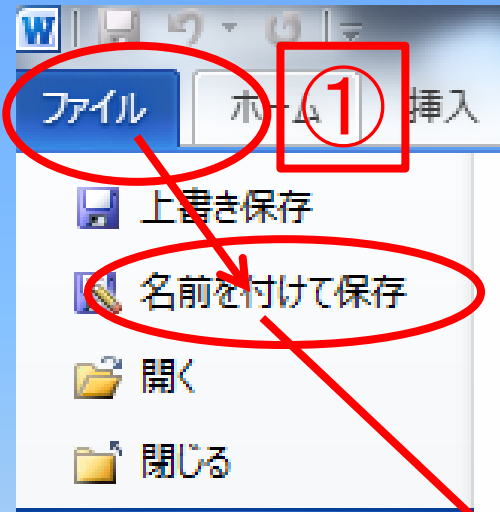 W
ファイル ホーム ① 挿入
上書き保存
名前を付けて保存
開く
閉じる